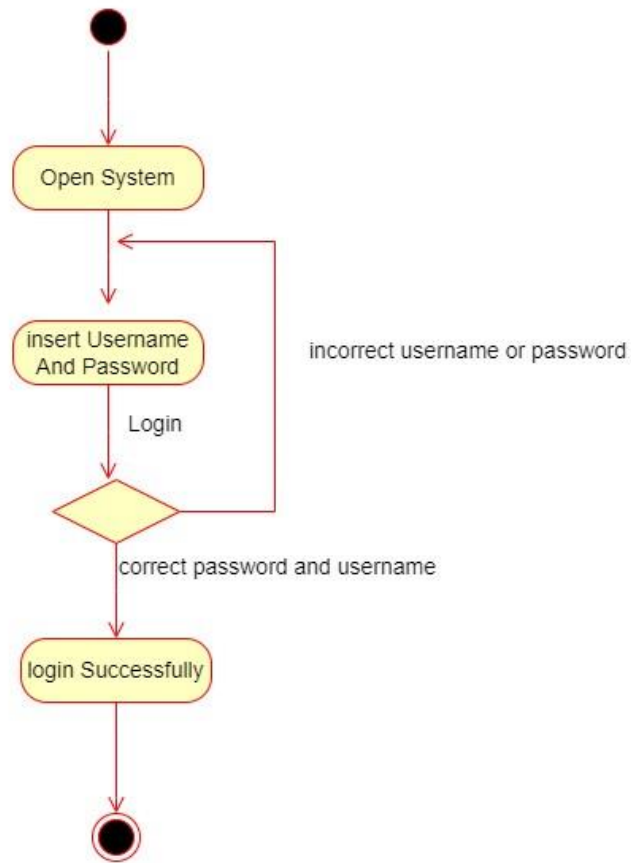 Open System
insert Username
And Password
incorrect username or password
Login
correct password and username
login Successfully